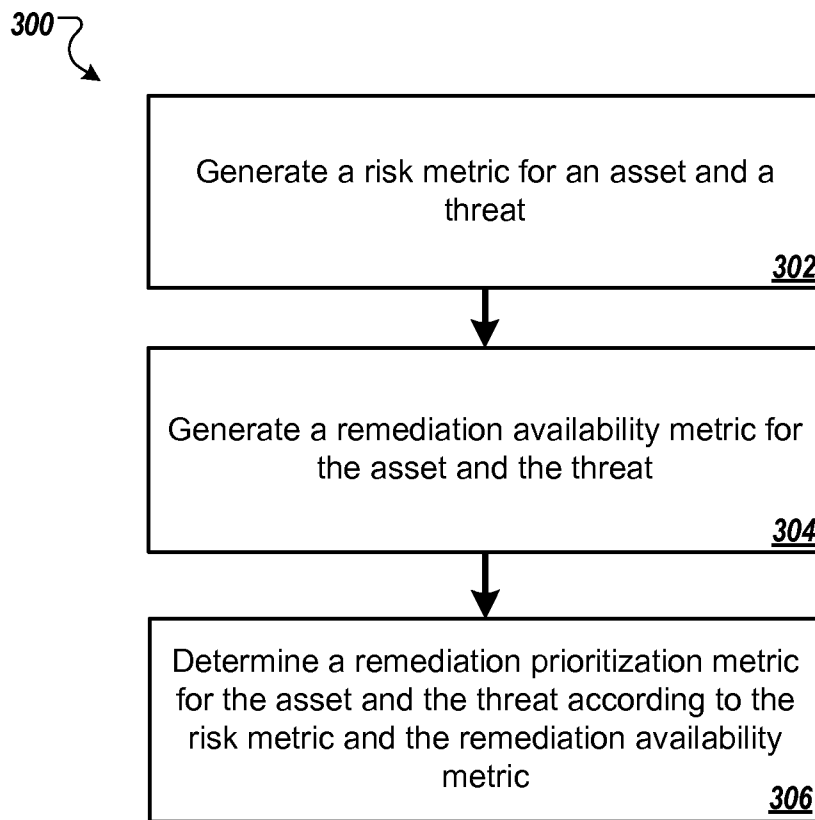 300
Generate a risk metric for an asset and a
threat
302
Generate a remediation availability metric for
the asset and the threat
304
Determine a remediation prioritization metric
for the asset and the threat according to the
risk metric and the remediation availability
metric
306